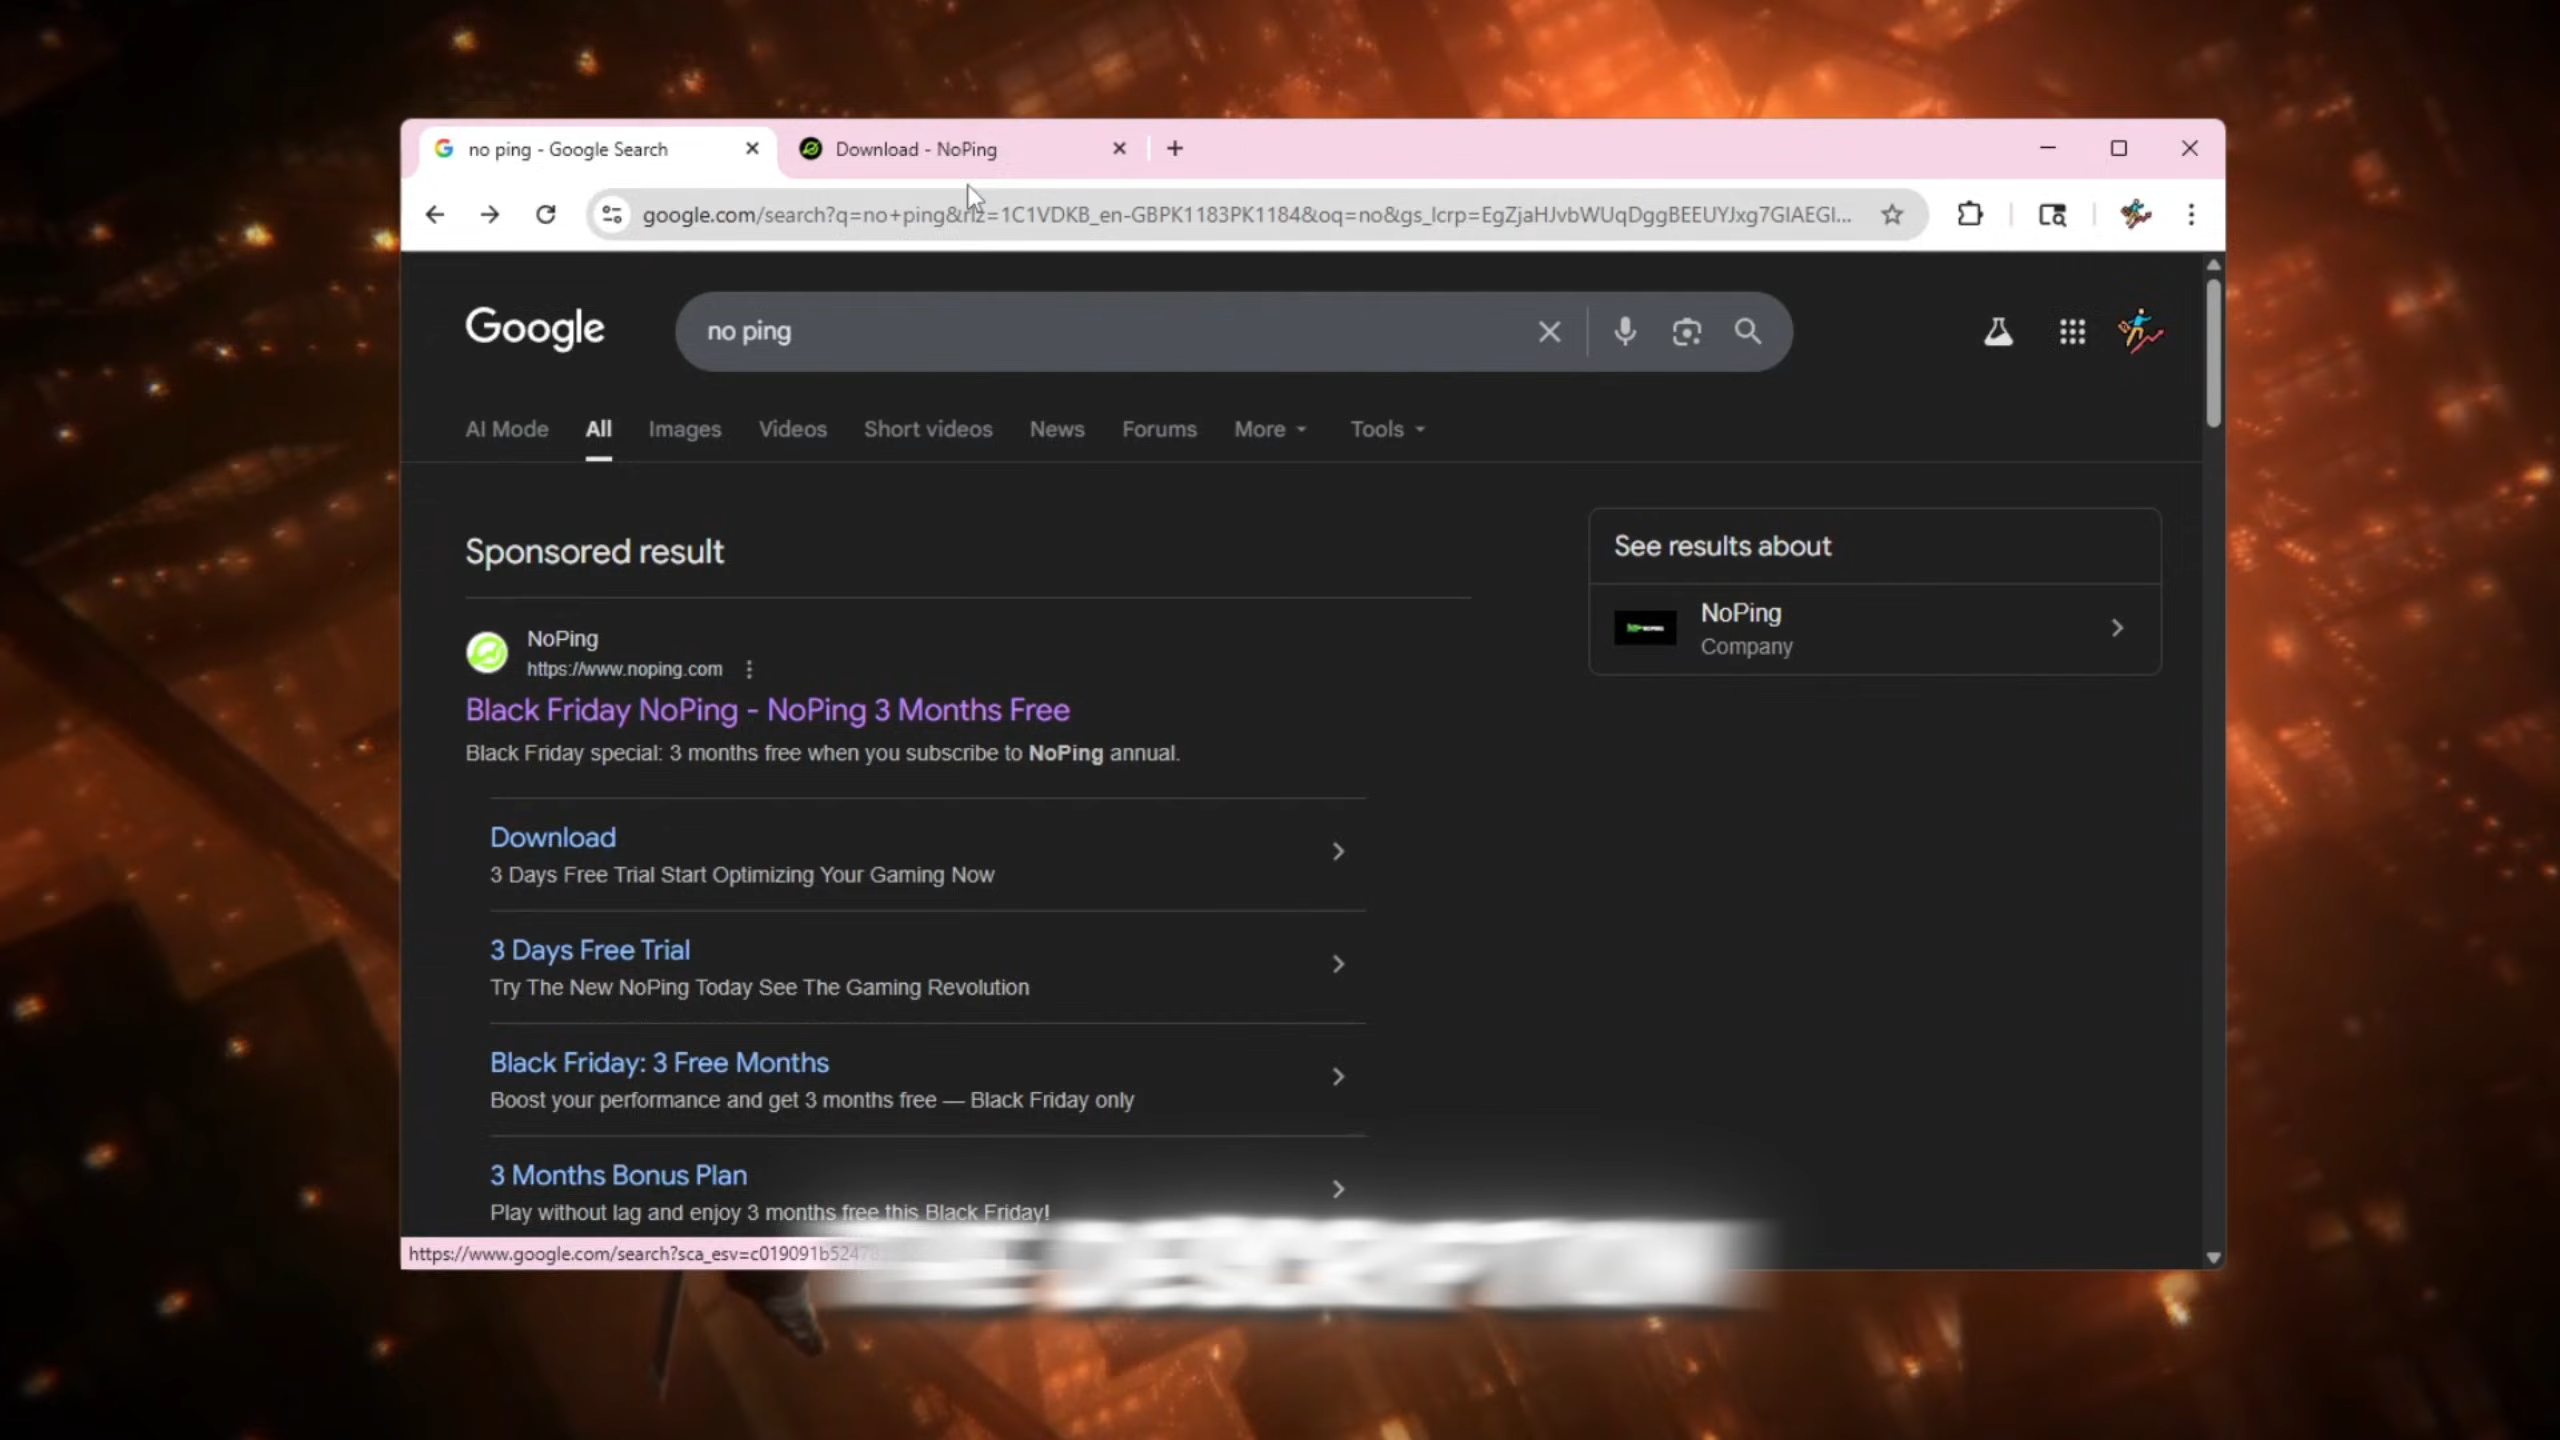 no ping - Google Search
Download - NoPing
google.com/search?q=no+ping&rlz=1C1VDKB_en-GBPK1183PK1184&oq=no&gs_lcrp=EgZjaHJvbWUqDggBEEUYJxg7GIAEGI...
Google
no ping
AI Mode All Images Videos Short videos News Forums More Tools
Sponsored result
See results about
NoPing
Company
NoPing
https://www.noping.com
Black Friday NoPing - NoPing 3 Months Free
Black Friday special: 3 months free when you subscribe to NoPing annual.
Download
3 Days Free Trial Start Optimizing Your Gaming Now
3 Days Free Trial
Try The New NoPing Today See The Gaming Revolution
Black Friday: 3 Free Months
Boost your performance and get 3 months free — Black Friday only
3 Months Bonus Plan
Play without lag and enjoy 3 months free this Black Friday!
https://www.google.com/search?sca_esv=c019091b5247
DESCRIPTION